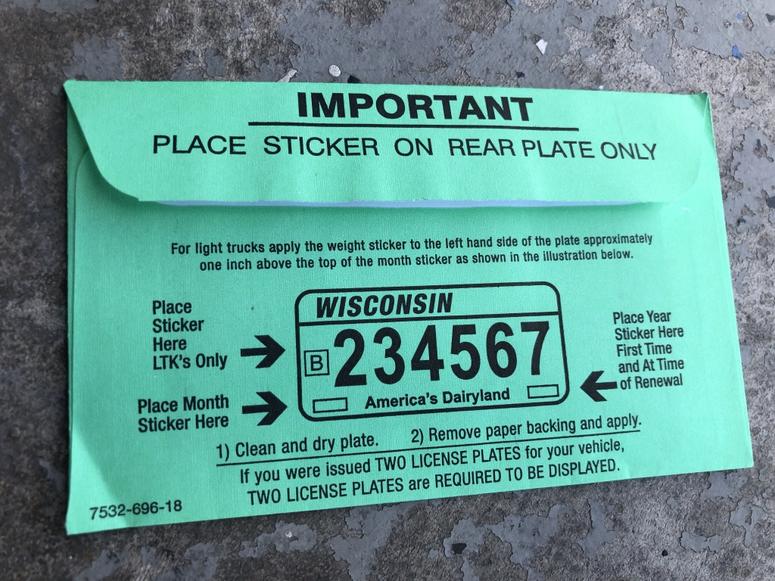 IMPORTANT
PLACE STICKER ON REAR PLATE ONLY
For light trucks apply the weight sticker to the left hand side of the plate approximately
one inch above the top of the month sticker as shown in the illustration below.
Place
Sticker
Here
LTK's Only
Place Month
Sticker Here
WISCONSIN
B 234567
America's Dairyland
Place Year
Sticker Here
First Time
and At Time
of Renewal
1) Clean and dry plate. 2) Remove paper backing and apply.
If you were issued TWO LICENSE PLATES for your vehicle,
TWO LICENSE PLATES are REQUIRED TO BE DISPLAYED.
7532-696-18